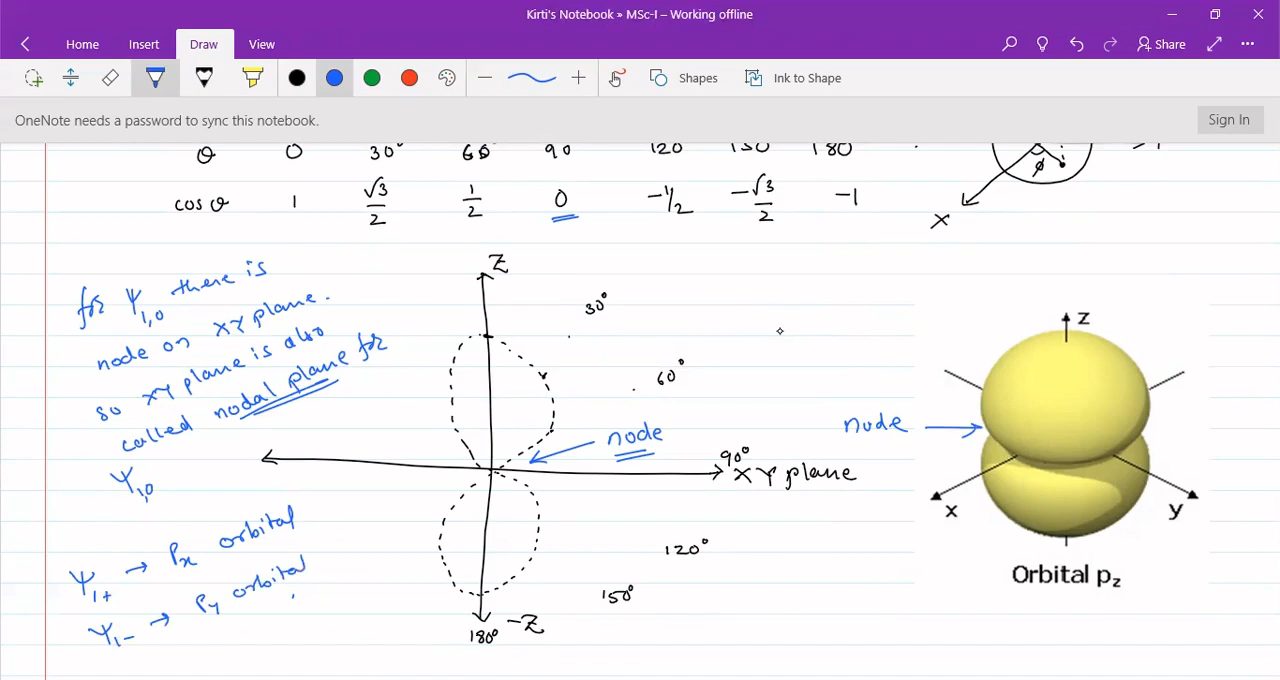 Kirti's Notebook » MSc-I – Working offline
Home Insert Draw View
Share
Shapes
Ink to Shape
OneNote needs a password to sync this notebook.
Sign In
θ 0 30° 60° 90 120 150 180
cos θ 1 √3/2 1/2 0 -1/2 -√3/2 -1
φ
X
for Ψ1,0 there is
node on XY plane.
so XY plane is also
called nodal plane for
Ψ1,0
Ψ1+ → Px orbital
Ψ1- → Py orbital
Z
30°
60°
node
90°
XY plane
120°
150°
180°
-Z
node
z
x
y
Orbital pz